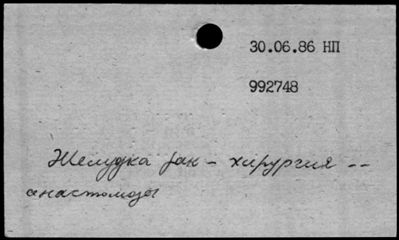 30.06.86 НП
992748
Желудка рак – хирургия --
анастомозы